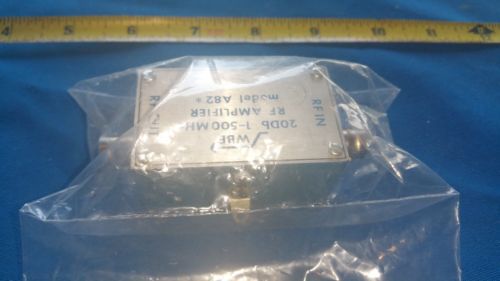 4 5 6 7 8 9 10 11
WBE
20Db 1-500MH
RF AMPLIFIER
model A82*
RF IN